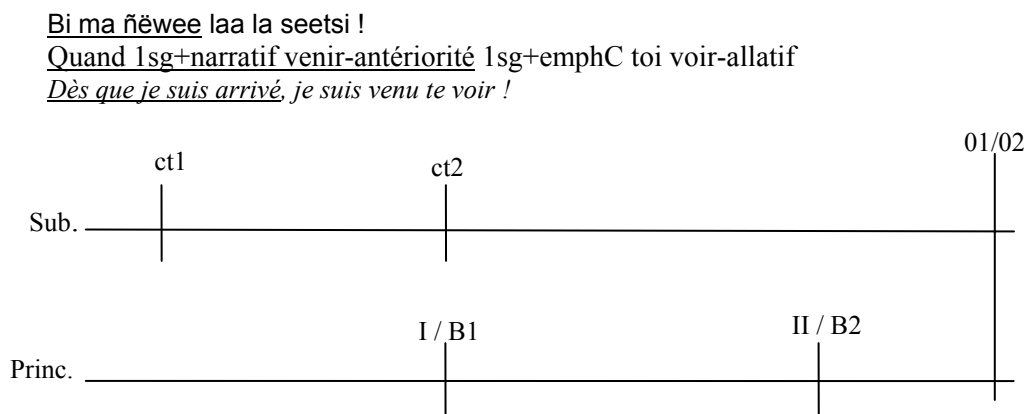 Bi ma ñëwee laa la seetsi !
Quand 1sg+narratif venir-antériorité 1sg+emphC toi voir-allatif
Dès que je suis arrivé, je suis venu te voir !
01/02
ct1 ct2
Sub.
I / B1 II / B2
Princ.